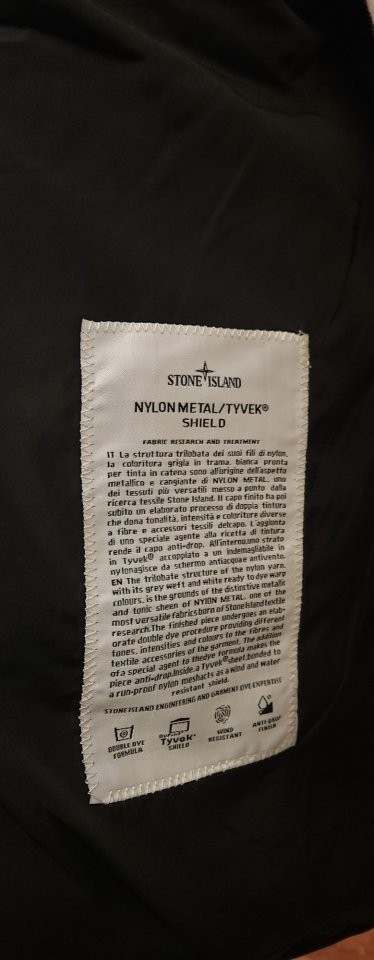 STONE ISLAND
NYLON METAL/TYVEK®
SHIELD
FABRIC RESEARCH AND TREATMENT
IT La struttura trilobata dei suoi fili di nylon,
la coloritura grigia in trama, bianca pronta
per tinta in catena sono all'origine dell'aspetto
metallico e cangiante di NYLON METAL, uno
dei tessuti più versatili messo a punto dalla
ricerca tessile Stone Island. Il capo finito ha poi
subito un elaborato processo di doppia tintura
che dona tonalità, intensità e coloriture diverse
a fibre e accessori tessili del capo. L'aggiunta
di uno speciale agente alla ricetta di tintura
rende il capo anti-drop. All'interno, uno strato
in Tyvek® accoppiato a un indemagliabile in
nylon agisce da schermo antiacqua e antivento.
EN The trilobate structure of the nylon yarn,
with its grey weft and white ready to dye warp
colours, is the grounds of the distinctive metallic
and tonic sheen of NYLON METAL, one of the
most versatile fabrics born of Stone Island textile
research. The finished piece undergoes an elab-
orate double dye procedure providing different
tones, intensities and colours to the fibres and
textile accessories of the garment. The addition
of a special agent to the dye formula makes the
piece anti-drop. Inside, a Tyvek® sheet, bonded to
a run-proof nylon mesh acts as a wind and water
resistant shield.
STONE ISLAND ENGINEERING AND GARMENT DYE EXPERTISE
DOUBLE DYE
FORMULA
Tyvek®
SHIELD
WIND
RESISTANT
ANTI-DROP
FINISH